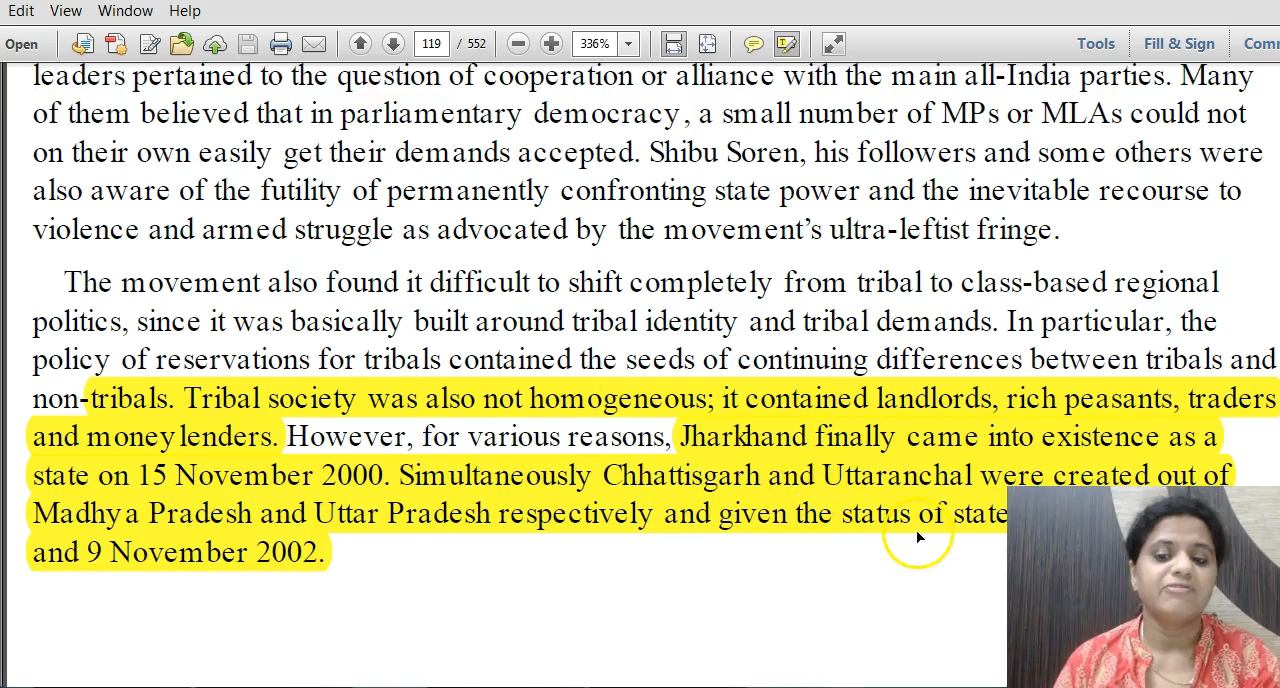 Edit View Window Help
Open 119 / 552 336% Tools Fill & Sign Comm
leaders pertained to the question of cooperation or alliance with the main all-India parties. Many
of them believed that in parliamentary democracy, a small number of MPs or MLAs could not
on their own easily get their demands accepted. Shibu Soren, his followers and some others were
also aware of the futility of permanently confronting state power and the inevitable recourse to
violence and armed struggle as advocated by the movement’s ultra-leftist fringe.
The movement also found it difficult to shift completely from tribal to class-based regional
politics, since it was basically built around tribal identity and tribal demands. In particular, the
policy of reservations for tribals contained the seeds of continuing differences between tribals and
non-tribals. Tribal society was also not homogeneous; it contained landlords, rich peasants, traders
and moneylenders. However, for various reasons, Jharkhand finally came into existence as a
state on 15 November 2000. Simultaneously Chhattisgarh and Uttaranchal were created out of
Madhya Pradesh and Uttar Pradesh respectively and given the status of state
and 9 November 2002.